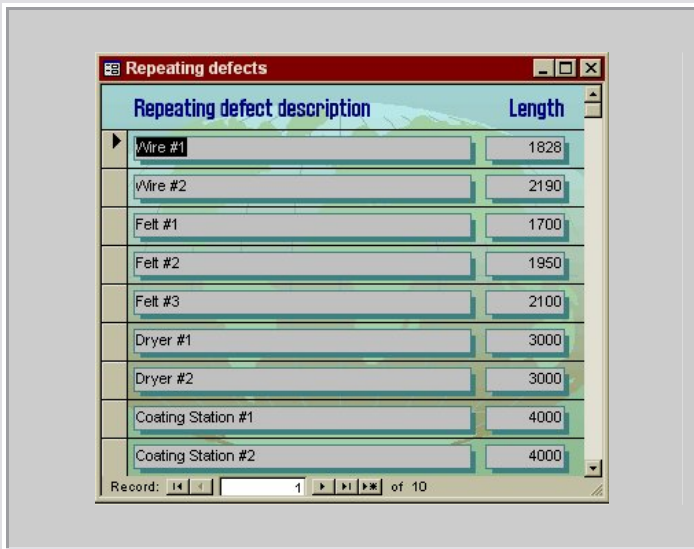 Repeating defects
Repeating defect description Length
Wire #1 1828
Wire #2 2190
Felt #1 1700
Felt #2 1950
Felt #3 2100
Dryer #1 3000
Dryer #2 3000
Coating Station #1 4000
Coating Station #2 4000
Record: 1 of 10